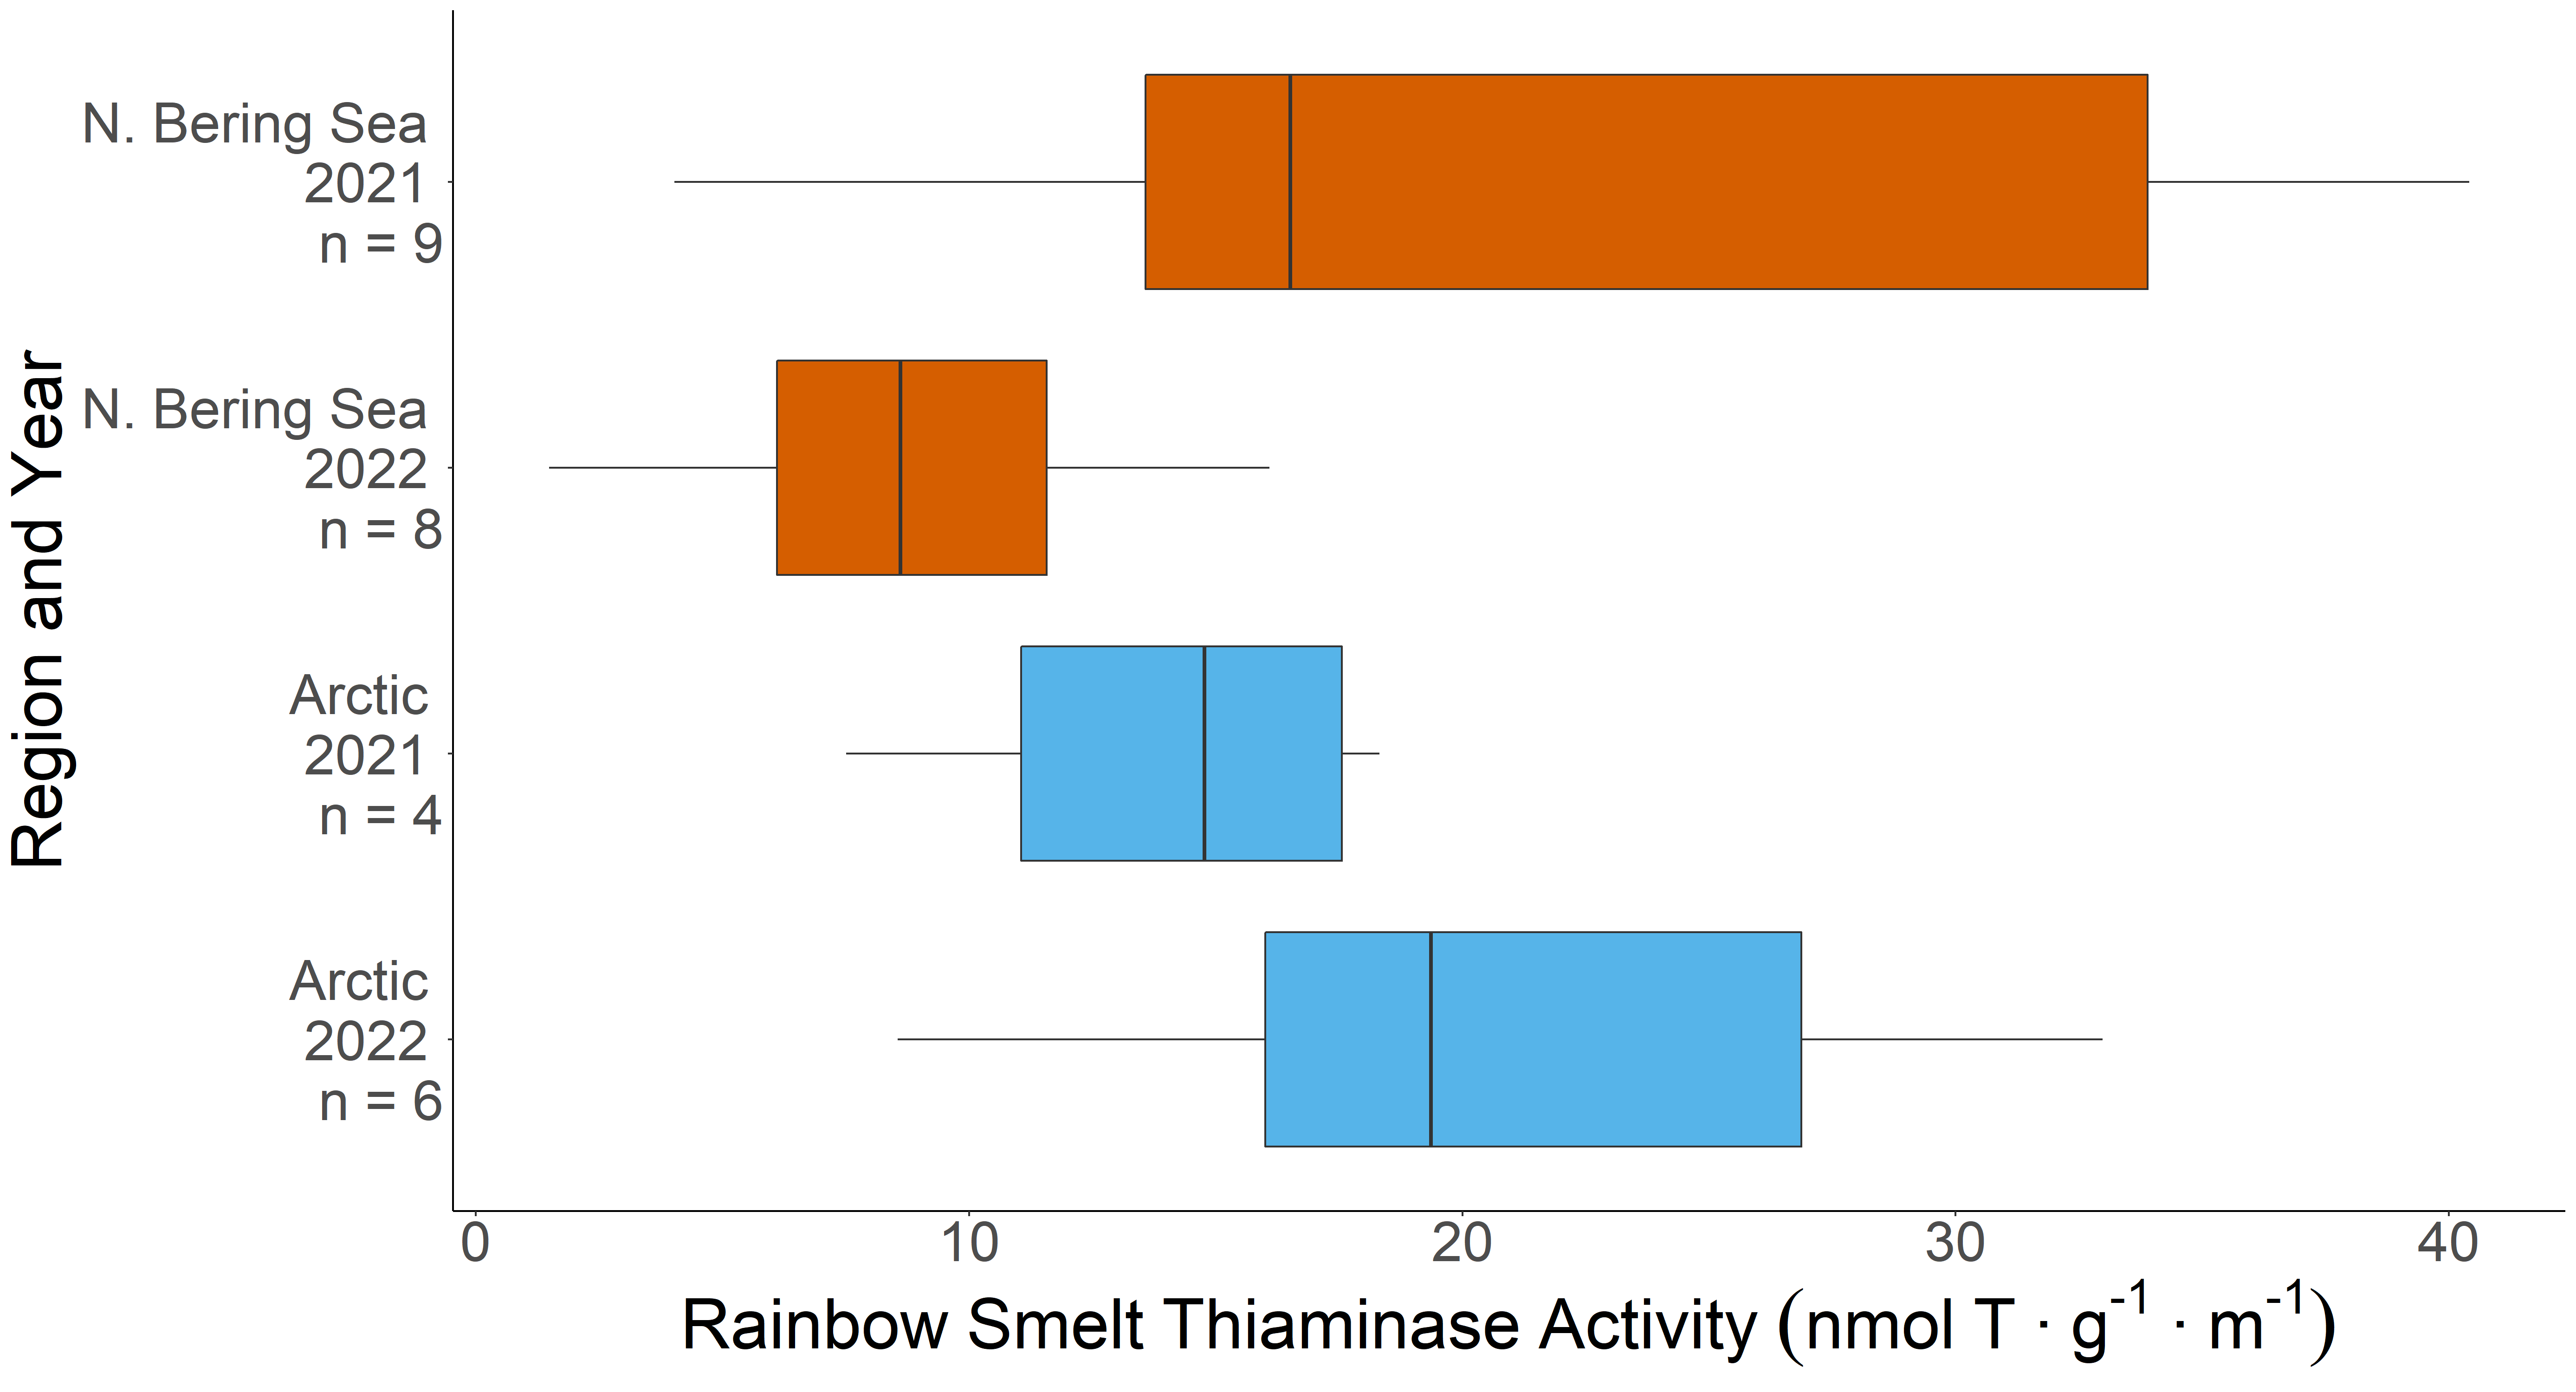 Region and Year
N. Bering Sea
2021
n = 9
N. Bering Sea
2022
n = 8
Arctic
2021
n = 4
Arctic
2022
n = 6
0 10 20 30 40
Rainbow Smelt Thiaminase Activity (nmol T · g⁻¹ · m⁻¹)